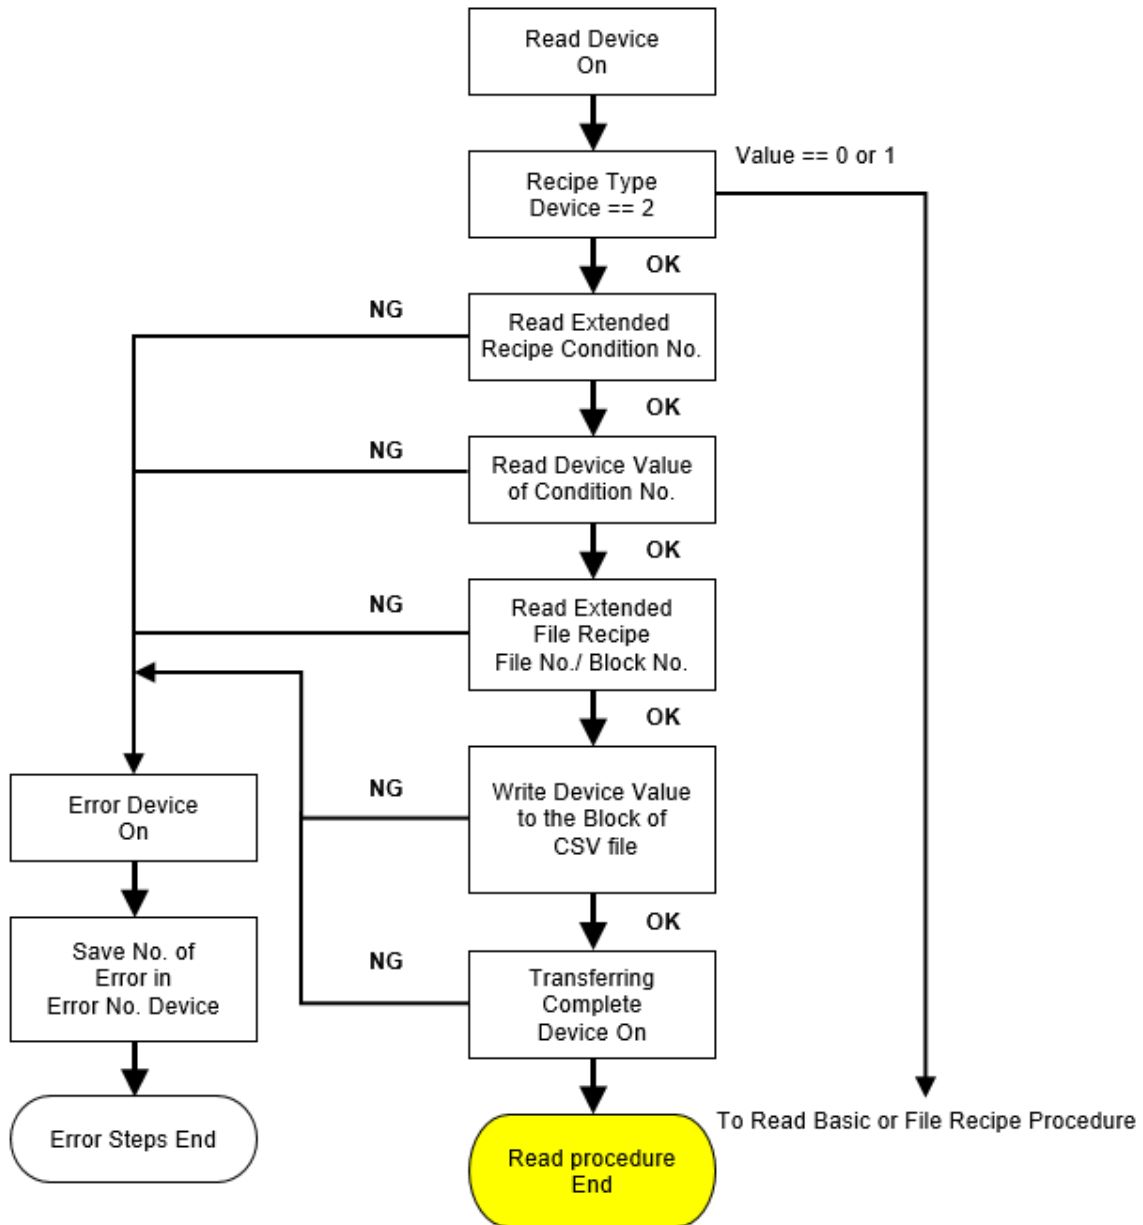 Read Device
On
Value == 0 or 1
Recipe Type
Device == 2
OK
NG
Read Extended
Recipe Condition No.
OK
NG
Read Device Value
of Condition No.
OK
NG
Read Extended
File Recipe
File No./ Block No.
OK
NG
Write Device Value
to the Block of
CSV file
Error Device
On
OK
NG
Save No. of
Error in
Error No. Device
Transferring
Complete
Device On
To Read Basic or File Recipe Procedure
Error Steps End
Read procedure
End